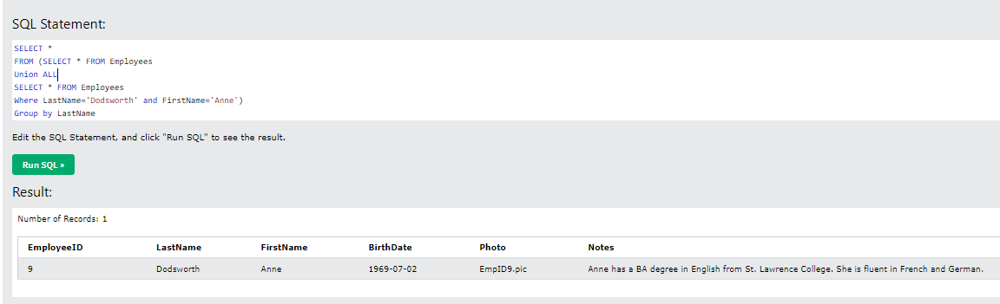 SQL Statement:
SELECT *
FROM (SELECT * FROM Employees
Union ALL
SELECT * FROM Employees
Where LastName='Dodsworth' and FirstName='Anne')
Group by LastName
Edit the SQL Statement, and click "Run SQL" to see the result.
Run SQL »
Result:
Number of Records: 1
EmployeeID LastName FirstName BirthDate Photo Notes
9 Dodsworth Anne 1969-07-02 EmpID9.pic Anne has a BA degree in English from St. Lawrence College. She is fluent in French and German.